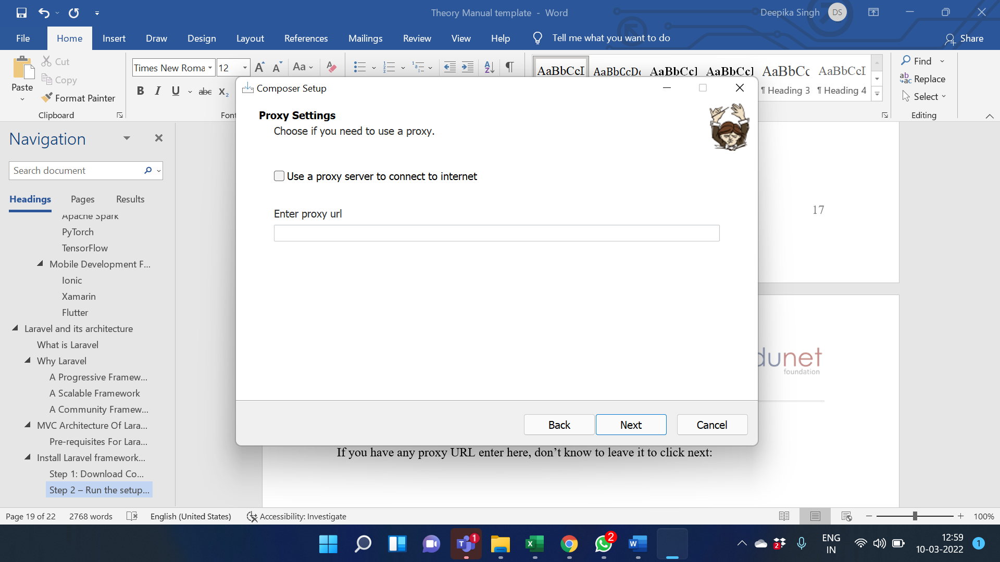 Theory Manual template - Word
Deepika Singh
DS
File
Home
Insert
Draw
Design
Layout
References
Mailings
Review
View
Help
Tell me what you want to do
Share
Paste
Cut
Copy
Format Painter
Clipboard
Times New Roma
12
Aa
B I U abc X₂
Font
AaBbCcI
AaBbCcDc
AaBbCcI
AaBbCcI
AaBbCc
AaBbCcI
¶ Heading 3
¶ Heading 4
Find
Replace
Select
Editing
Navigation
Search document
Headings
Pages
Results
Apache Spark
PyTorch
TensorFlow
Mobile Development F...
Ionic
Xamarin
Flutter
Laravel and its architecture
What is Laravel
Why Laravel
A Progressive Framew...
A Scalable Framework
A Community Framew...
MVC Architecture Of Lara...
Pre-requisites For Lara...
Install Laravel framework...
Step 1: Download Co...
Step 2 – Run the setup...
Composer Setup
Proxy Settings
Choose if you need to use a proxy.
Use a proxy server to connect to internet
Enter proxy url
Back
Next
Cancel
17
dunet
foundation
If you have any proxy URL enter here, don’t know to leave it to click next:
Page 19 of 22
2768 words
English (United States)
Accessibility: Investigate
100%
1
2
2
ENG
IN
12:59
10-03-2022
1